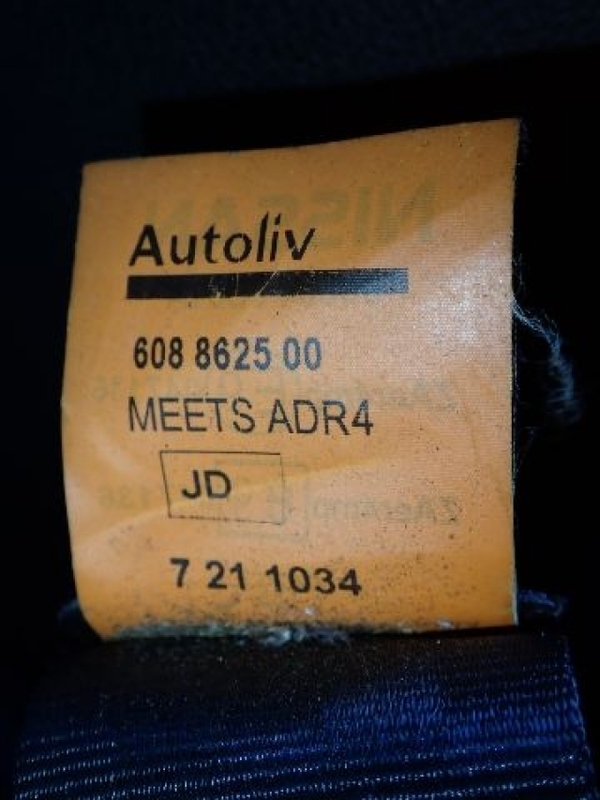 Autoliv
608 8625 00
MEETS ADR4
JD
7 21 1034